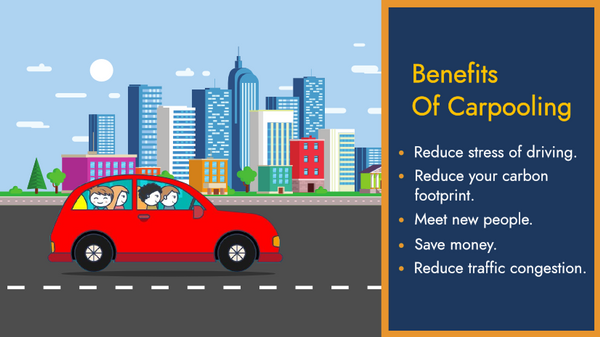 Benefits
Of Carpooling
• Reduce stress of driving.
• Reduce your carbon
footprint.
• Meet new people.
• Save money.
• Reduce traffic congestion.